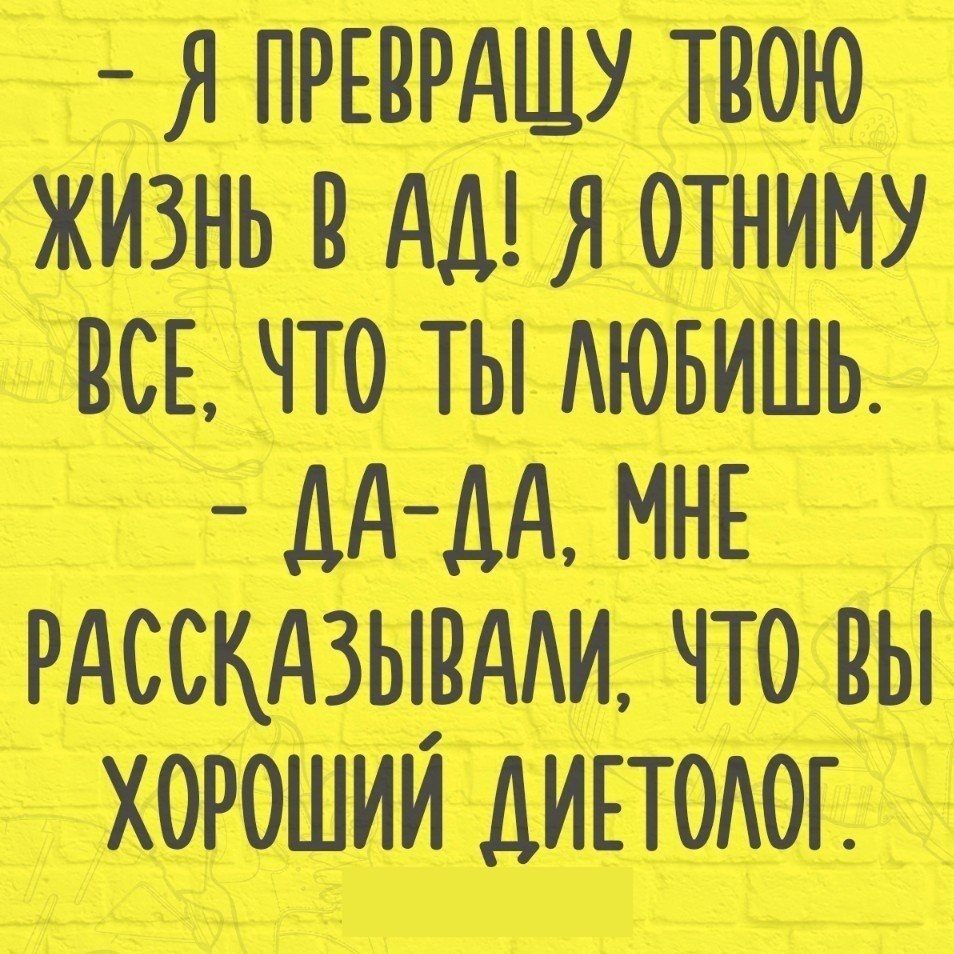 - Я ПРЕВРАЩУ ТВОЮ
ЖИЗНЬ В АД! Я ОТНИМУ
ВСЕ, ЧТО ТЫ ЛЮБИШЬ.
- ДА-ДА, МНЕ
РАССКАЗЫВАЛИ, ЧТО ВЫ
ХОРОШИЙ ДИЕТОЛОГ.